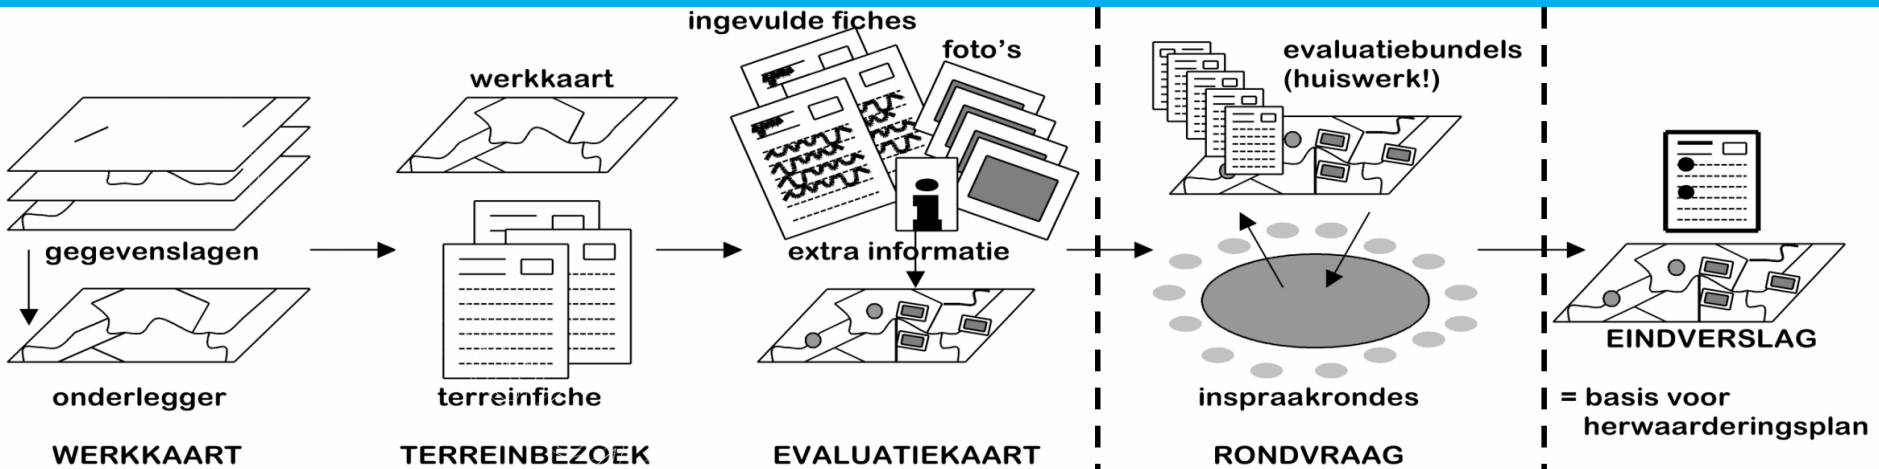 gegevenslagen
onderlegger
WERKKAART
werkkaart
terreinfiche
TERREINBEZOEK
ingevulde fiches
foto's
i
extra informatie
EVALUATIEKAART
evaluatiebundels
(huiswerk!)
inspraakrondes
RONDVRAAG
EINDVERSLAG
= basis voor
herwaarderingsplan